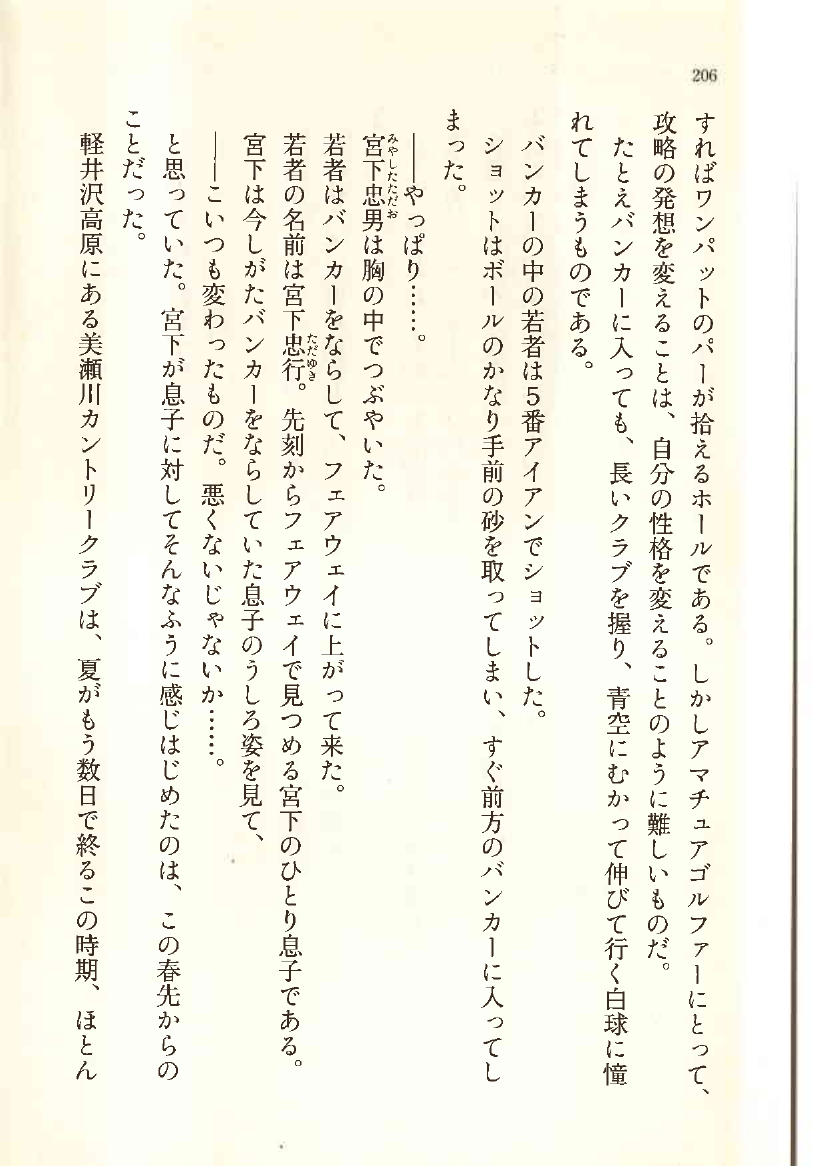 206
すればワンパットのパーが拾えるホールである。しかしアマチュアゴルファーにとって、
攻略の発想を変えることは、自分の性格を変えることのように難しいものだ。
たとえバンカーに入っても、長いクラブを握り、青空にむかって伸びて行く白球に憧
れてしまうものである。
バンカーの中の若者は5番アイアンでショットした。
ショットはボールのかなり手前の砂を取ってしまい、すぐ前方のバンカーに入ってし
まった。
――やっぱり……。
宮下忠男は胸の中でつぶやいた。
みやしたただお
若者はバンカーをならして、フェアウェイに上がって来た。
若者の名前は宮下忠行。先刻からフェアウェイで見つめる宮下のひとり息子である。
ただゆき
宮下は今しがたバンカーをならしていた息子のうしろ姿を見て、
――こいつも変わったものだ。悪くないじゃないか……。
と思っていた。宮下が息子に対してそんなふうに感じはじめたのは、この春先からの
ことだった。
軽井沢高原にある美瀬川カントリークラブは、夏がもう数日で終るこの時期、ほとん